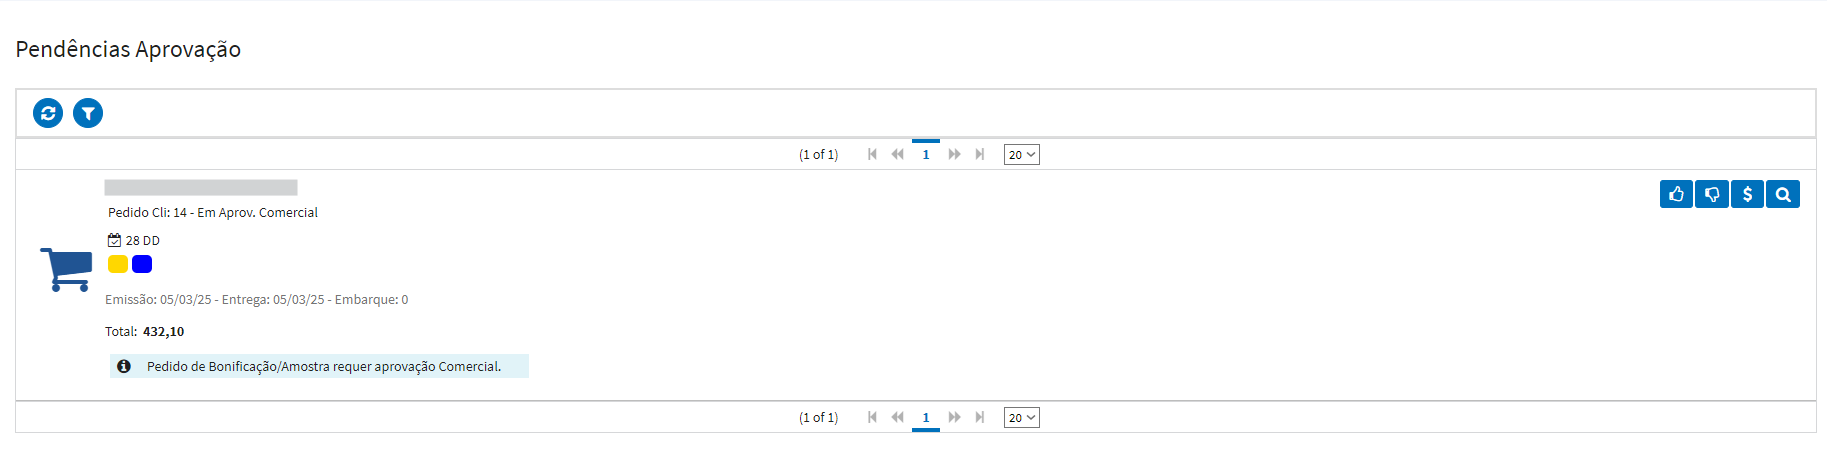 Pendências Aprovação
(1 of 1) 1 20
Pedido Cli: 14 - Em Aprov. Comercial
$
28 DD
Emissão: 05/03/25 - Entrega: 05/03/25 - Embarque: 0
Total: 432,10
Pedido de Bonificação/Amostra requer aprovação Comercial.
(1 of 1) 1 20